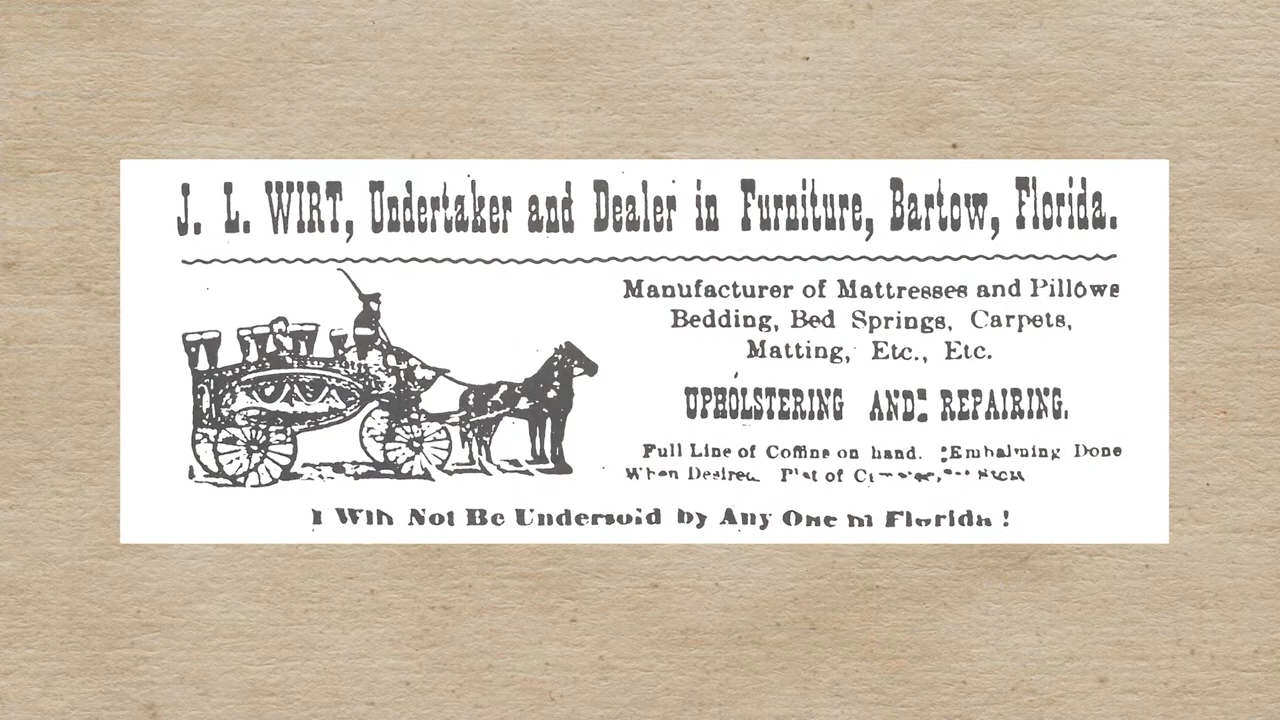 J. L. WIRT, Undertaker and Dealer in Furniture, Bartow, Florida.
Manufacturer of Mattresses and Pillows
Bedding, Bed Springs, Carpets,
Matting, Etc., Etc.
UPHOLSTERING AND REPAIRING.
Full Line of Coffins on hand. Embalming Done
When Desired. of
I Will Not Be Undersold by Any One in Florida!